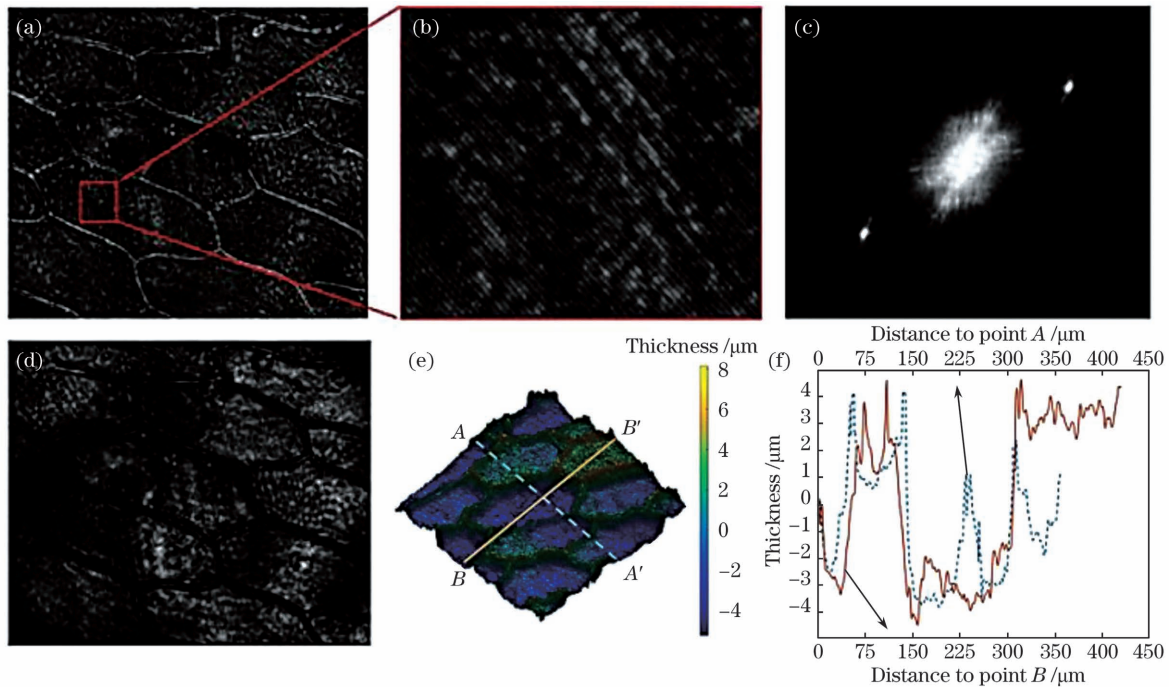 (a)
(b)
(c)
(d)
(e)
Thickness /μm
8
6
4
2
0
−2
−4
A
B′
B
A′
(f)
Distance to point A /μm
0 75 150 225 300 350 400 450
Thickness /μm
4
3
2
1
0
−1
−2
−3
−4
0 75 150 225 300 350 400 450
Distance to point B /μm